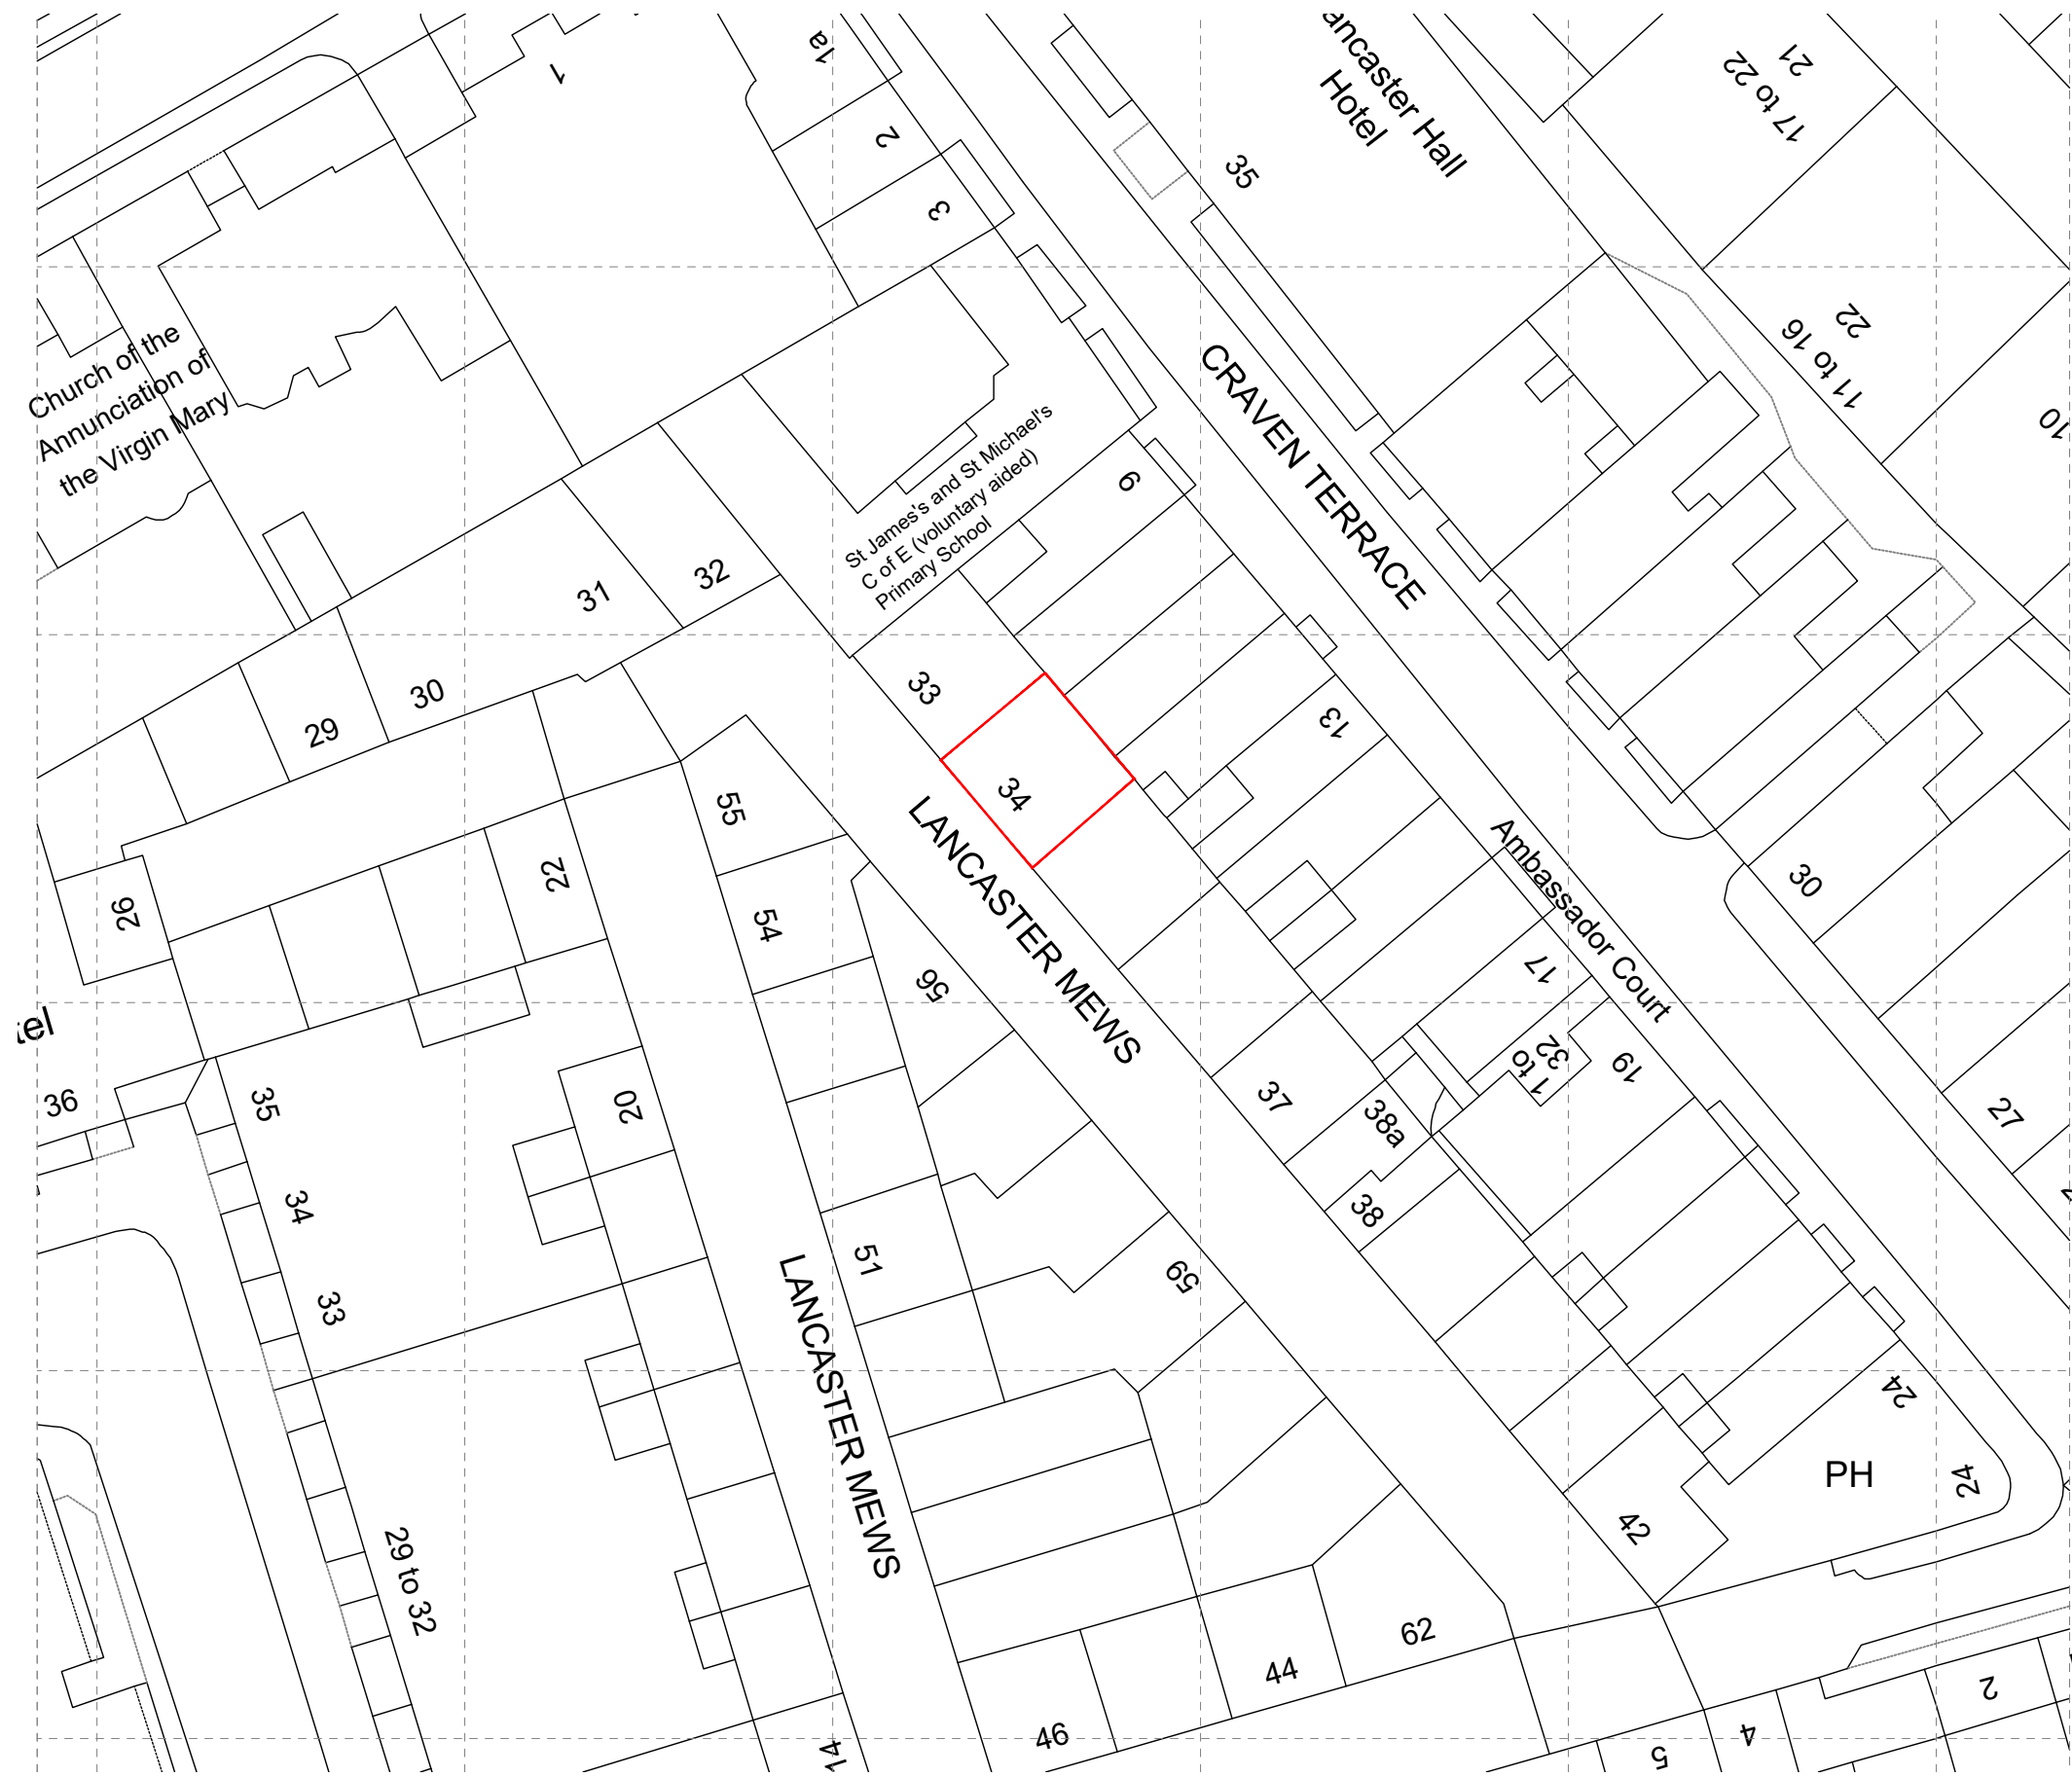 1
1a
2
3
35
ancaster Hall
Hotel
17 to 22
21
11 to 16
22
10
Church of the
Annunciation of
the Virgin Mary
St James's and St Michael's
C of E (voluntary aided)
Primary School
CRAVEN TERRACE
9
13
31
32
30
29
33
34
LANCASTER MEWS
55
54
56
22
26
Ambassador Court
30
17
19
1 to
32
27
37
38a
38
36
35
34
33
20
51
59
LANCASTER MEWS
29 to 32
24
24
PH
42
62
44
46
14
2
4
5